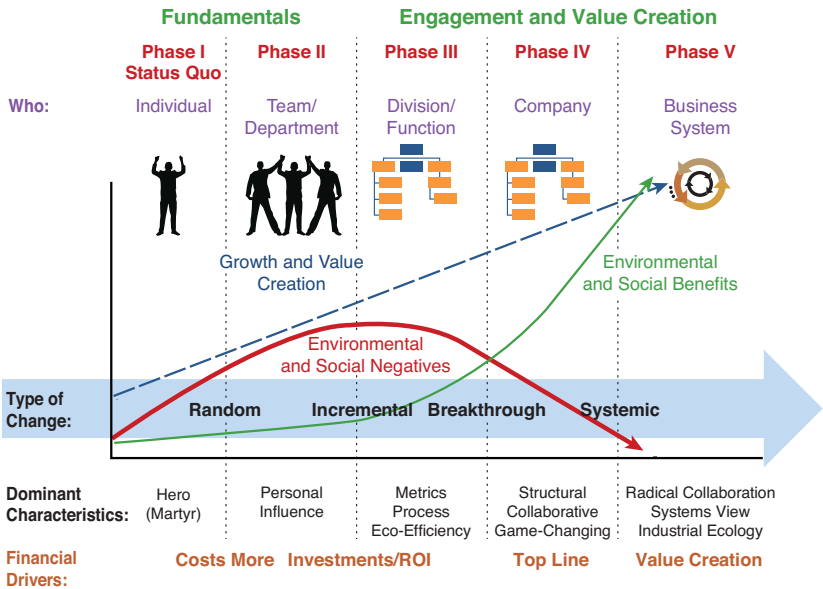 Fundamentals Engagement and Value Creation
Phase I Phase II Phase III Phase IV Phase V
Status Quo
Who: Individual Team/ Division/ Company Business
Department Function System
Growth and Value
Creation
Environmental
and Social Benefits
Environmental
and Social Negatives
Type of
Change:
Random Incremental Breakthrough Systemic
Dominant
Characteristics:
Hero
(Martyr)
Personal
Influence
Metrics
Process
Eco-Efficiency
Structural
Collaborative
Game-Changing
Radical Collaboration
Systems View
Industrial Ecology
Financial
Drivers:
Costs More Investments/ROI Top Line Value Creation